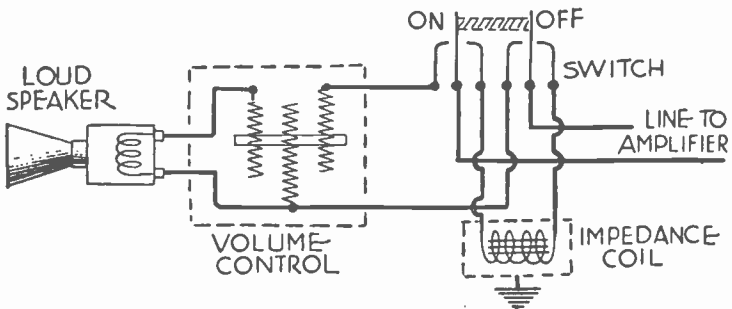 ON OFF
LOUD
SPEAKER
SWITCH
LINE TO
AMPLIFIER
VOLUME
CONTROL
IMPEDANCE
COIL